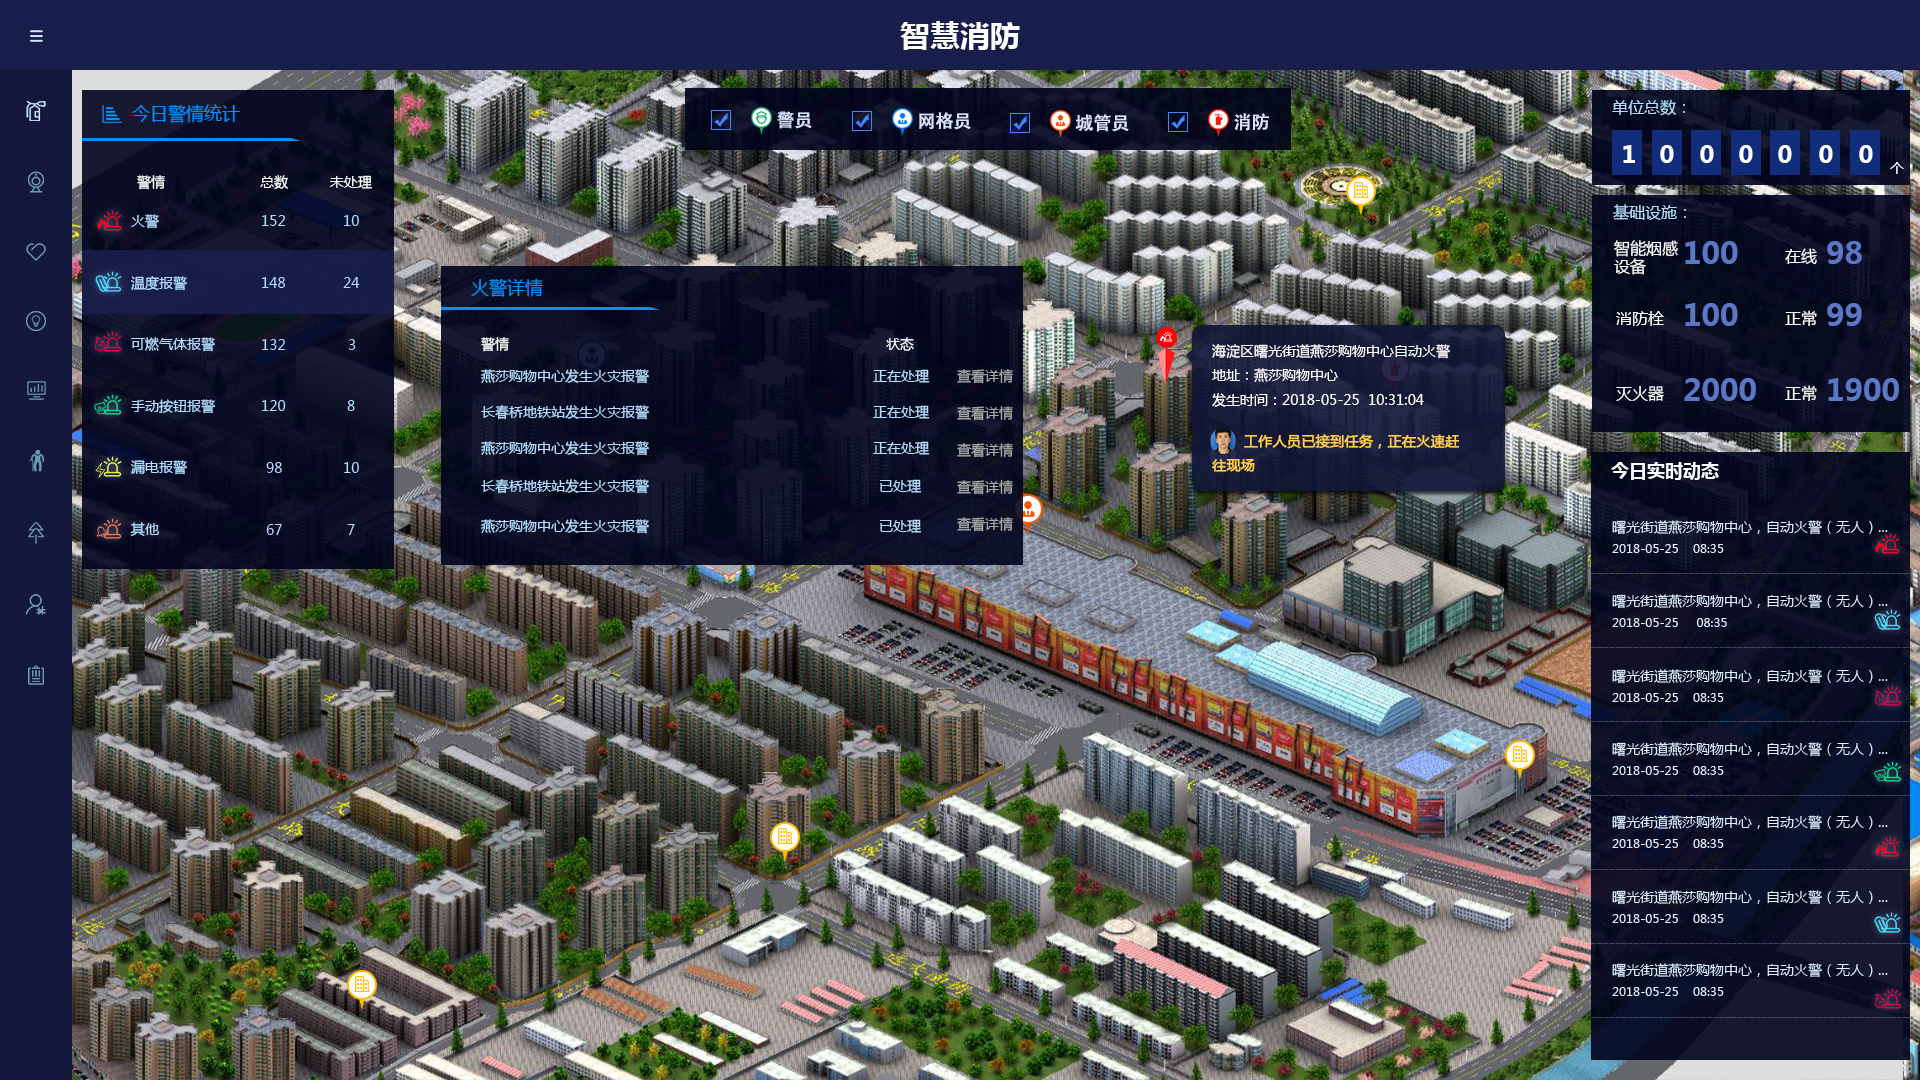 智慧消防
今日警情统计
警情 总数 未处理
火警 152 10
温度报警 148 24
可燃气体报警 132 3
手动按钮报警 120 8
漏电报警 98 10
其他 67 7
警员 网格员 城管员 消防
火警详情
警情 状态
燕莎购物中心发生火灾报警 正在处理 查看详情
长春桥地铁站发生火灾报警 正在处理 查看详情
燕莎购物中心发生火灾报警 正在处理 查看详情
长春桥地铁站发生火灾报警 已处理 查看详情
燕莎购物中心发生火灾报警 已处理 查看详情
海淀区曙光街道燕莎购物中心自动火警
地址：燕莎购物中心
发生时间：2018-05-25 10:31:04
工作人员已接到任务，正在火速赶
往现场
单位总数：
1 0 0 0 0 0 0 个
基础设施：
智能烟感
设备 100 在线 98
消防栓 100 正常 99
灭火器 2000 正常 1900
今日实时动态
曙光街道燕莎购物中心，自动火警（无人）...
2018-05-25 08:35
曙光街道燕莎购物中心，自动火警（无人）...
2018-05-25 08:35
曙光街道燕莎购物中心，自动火警（无人）...
2018-05-25 08:35
曙光街道燕莎购物中心，自动火警（无人）...
2018-05-25 08:35
曙光街道燕莎购物中心，自动火警（无人）...
2018-05-25 08:35
曙光街道燕莎购物中心，自动火警（无人）...
2018-05-25 08:35
曙光街道燕莎购物中心，自动火警（无人）...
2018-05-25 08:35